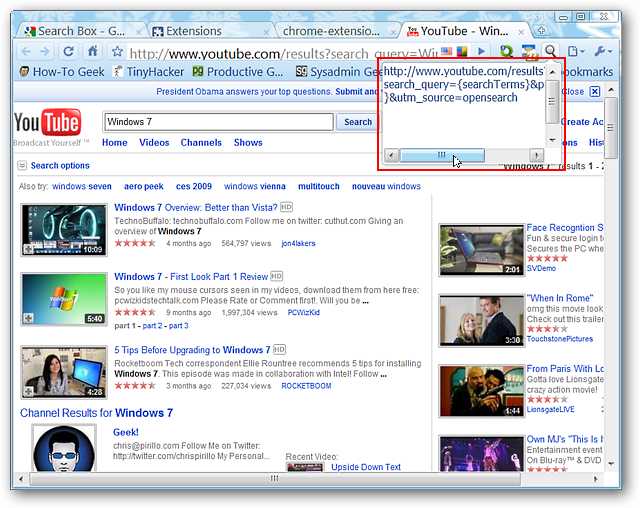 Search Box - G...
Extensions
chrome-extensio...
YouTube - Win...
http://www.youtube.com/results?search_query=Wi
How-To Geek
TinyHacker
Productive G...
Sysadmin Gee
ookmarks
http://www.youtube.com/results
search_query={searchTerms}&p
}&utm_source=opensearch
President Obama answers your top questions. Submit and
Close
YouTube
Broadcast Yourself ™
Windows 7
Search
Create Ac
Home Videos Channels Shows
ons
Hist
Search options
"Windows 7" results 1 -
Also try: windows seven aero peek ces 2009 windows vienna multitouch nouveau windows
Windows 7 Overview: Better than Vista? HD
TechnoBuffalo: technobuffalo.com Follow me on twitter: cuthut.com Giving an
overview of Windows 7
4 months ago 564,797 views jon4lakers
10:09
Windows 7 - First Look Part 1 Review HD
So you like my mouse cursors seen in my videos, download them from here free:
pcwizkidstechtalk.com Please Rate or Comment first!. Will you be ...
9 months ago 1,997,304 views PCWizKid
part 1 - part 2 - part 3
5:40
5 Tips Before Upgrading to Windows 7 HD
Rocketboom Tech correspondent Ellie Rountree recommends 5 tips for installing
Windows 7. This episode was made in collaboration with Intel! Follow ...
3 months ago 227,034 views ROCKETBOOM
4:28
Channel Results for Windows 7
Geek!
chris@pirillo.com Follow Me on Twitter:
http://twitter.com/chrispirillo My Personal...
Recent Video:
Upside Down Text
Face Recogntion S
Fun & secure login to
Secures the PC whe
SVDemo
2:01
"When In Rome"
omg this movie look
Check out this trailer
TouchstonePictures
3:30
From Paris With Lo
Gotta love Lionsgate
crazy action movie!
LionsgateLIVE
1:44
Own MJ's "This Is I
Entertainment event
On Blu-ray™ & DVD